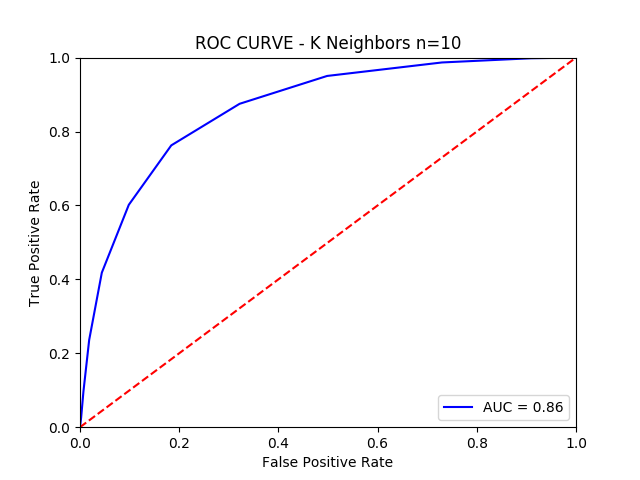 ROC CURVE - K Neighbors n=10
True Positive Rate
1.0
0.8
0.6
0.4
0.2
0.0
AUC = 0.86
0.0 0.2 0.4 0.6 0.8 1.0
False Positive Rate